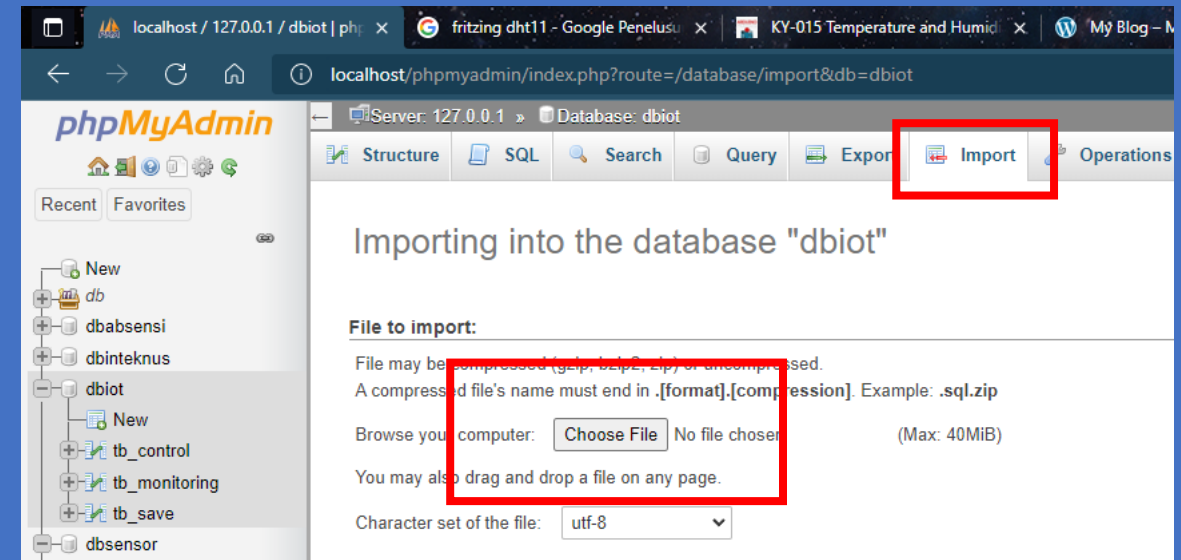 localhost / 127.0.0.1 / dbiot | php
fritzing dht11 - Google Penelusu
KY-015 Temperature and Humid
My Blog – M
localhost/phpmyadmin/index.php?route=/database/import&db=dbiot
phpMyAdmin
Recent Favorites
New
db
dbabsensi
dbinteknus
dbiot
New
tb_control
tb_monitoring
tb_save
dbsensor
Server: 127.0.0.1 » Database: dbiot
Structure SQL Search Query Expor Import Operations
Importing into the database "dbiot"
File to import:
File may be compressed (gzip, bzip2, zip) or uncompressed.
A compressed file's name must end in .[format].[compression]. Example: .sql.zip
Browse your computer: Choose File No file chosen (Max: 40MiB)
You may also drag and drop a file on any page.
Character set of the file: utf-8